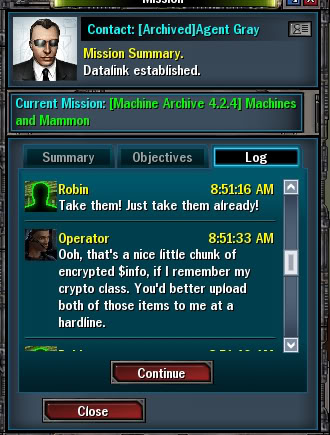 Mission
Contact: [Archived]Agent Gray
Mission Summary.
Datalink established.
Current Mission: [Machine Archive 4.2.4] Machines
and Mammon
Summary
Objectives
Log
Robin 8:51:16 AM
Take them! Just take them already!
Operator 8:51:33 AM
Ooh, that's a nice little chunk of
encrypted $info, if I remember my
crypto class. You'd better upload
both of those items to me at a
hardline.
Continue
Close